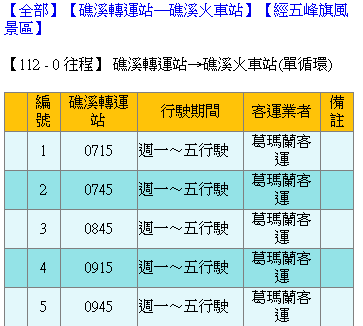 【全部】【礁溪轉運站—礁溪火車站】【經五峰旗風
景區】
【112 - 0 往程】 礁溪轉運站→礁溪火車站(單循環)
編號 礁溪轉運站 行駛期間 客運業者 備註
1 0715 週一～五行駛 葛瑪蘭客運
2 0745 週一～五行駛 葛瑪蘭客運
3 0845 週一～五行駛 葛瑪蘭客運
4 0915 週一～五行駛 葛瑪蘭客運
5 0945 週一～五行駛 葛瑪蘭客運